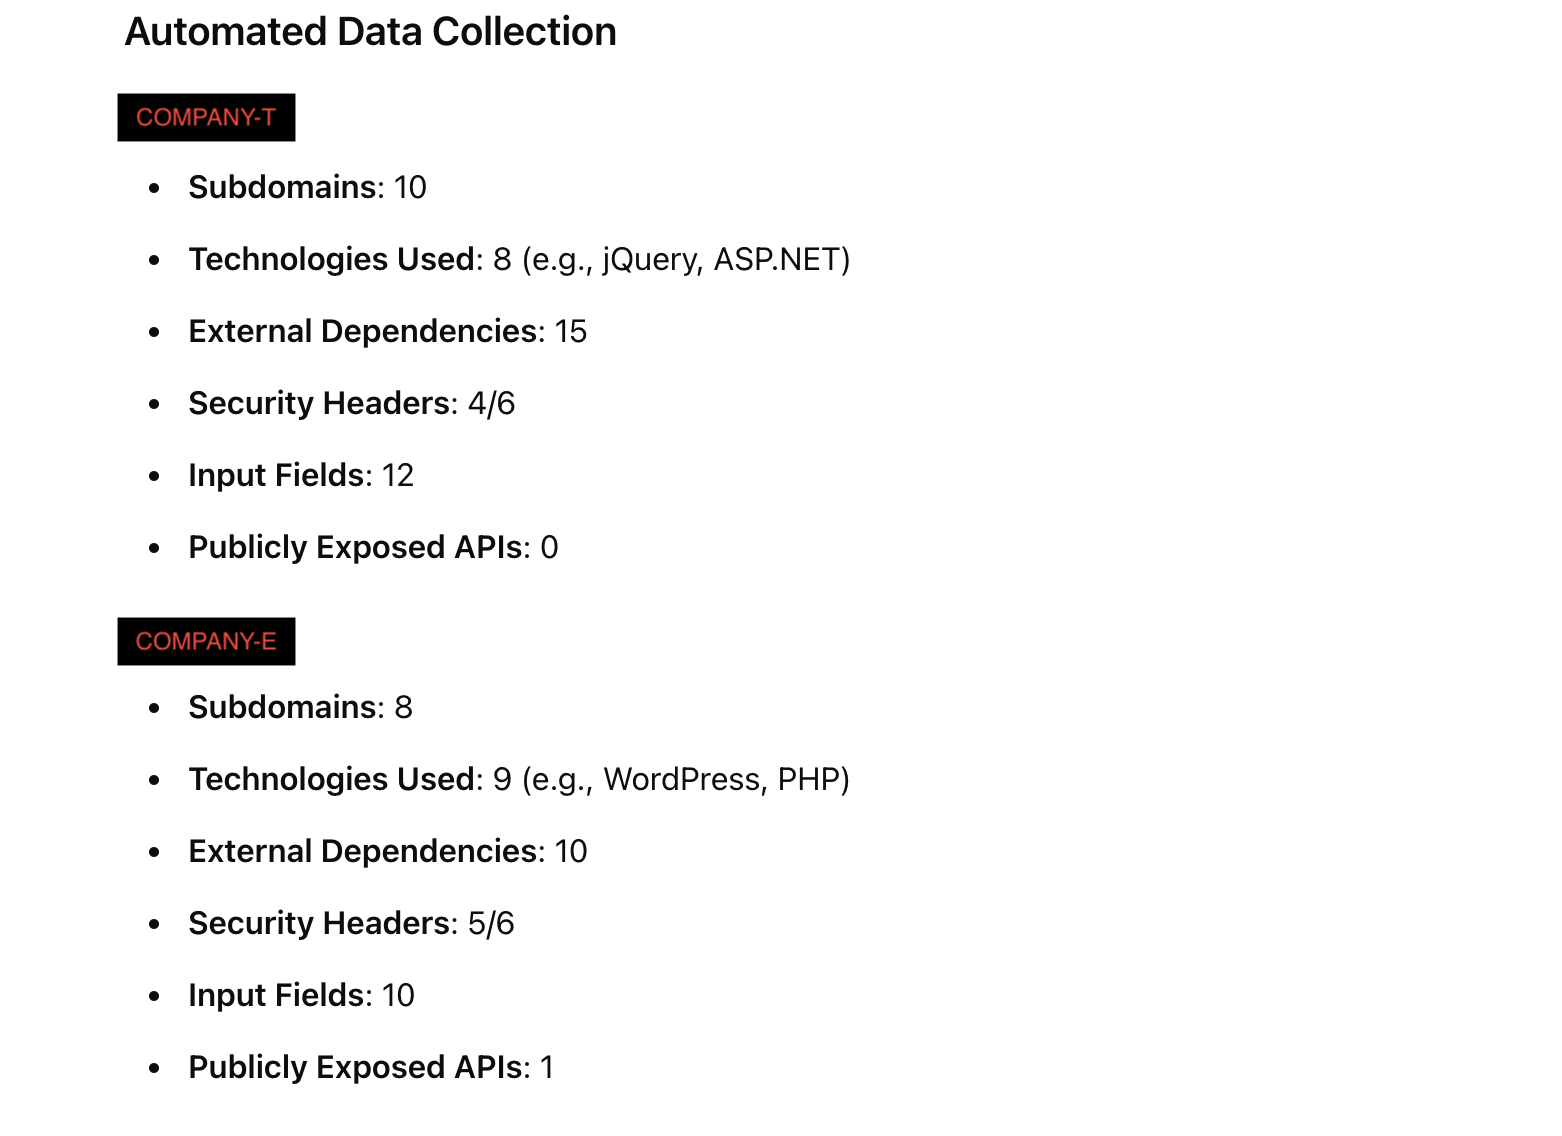 Automated Data Collection
COMPANY-T
• Subdomains: 10
• Technologies Used: 8 (e.g., jQuery, ASP.NET)
• External Dependencies: 15
• Security Headers: 4/6
• Input Fields: 12
• Publicly Exposed APIs: 0
COMPANY-E
• Subdomains: 8
• Technologies Used: 9 (e.g., WordPress, PHP)
• External Dependencies: 10
• Security Headers: 5/6
• Input Fields: 10
• Publicly Exposed APIs: 1